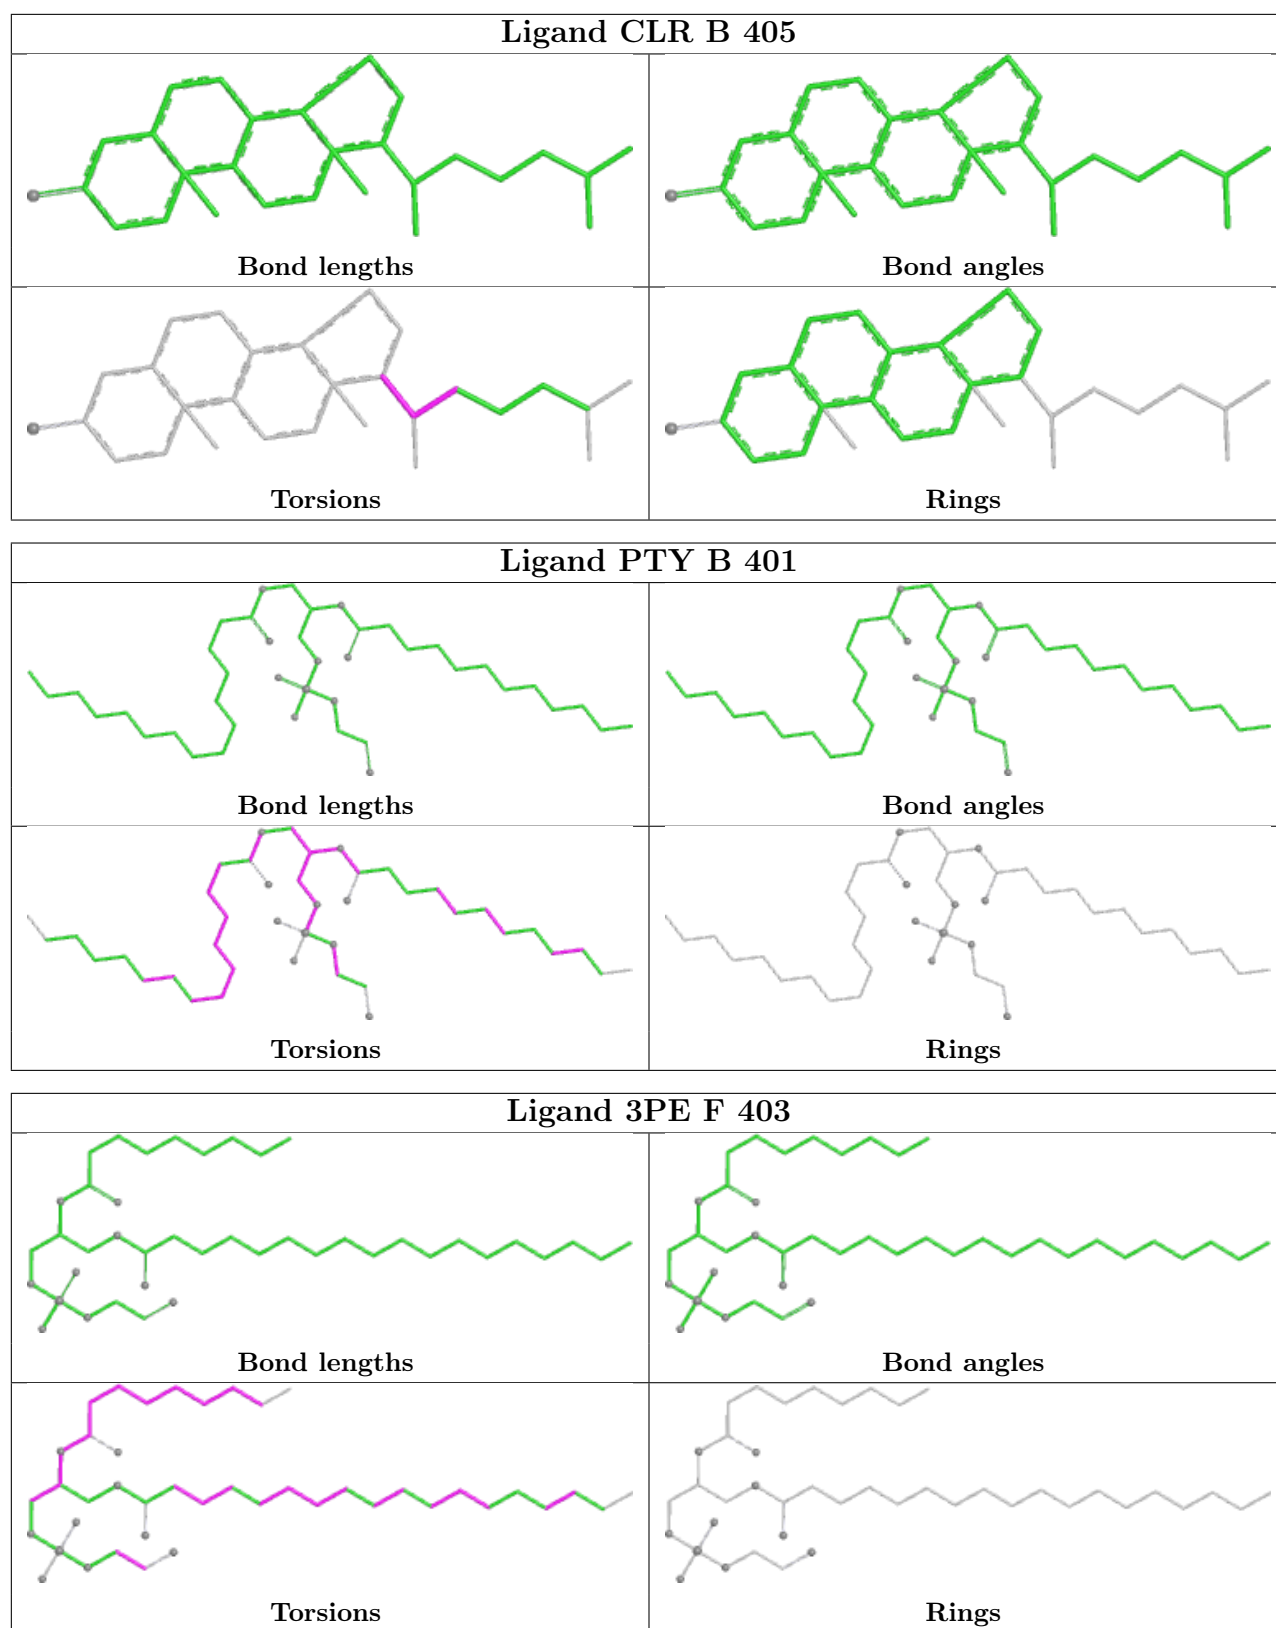 Ligand CLR B 405
Bond lengths
Bond angles
Torsions
Rings
Ligand PTY B 401
Bond lengths
Bond angles
Torsions
Rings
Ligand 3PE F 403
Bond lengths
Bond angles
Torsions
Rings